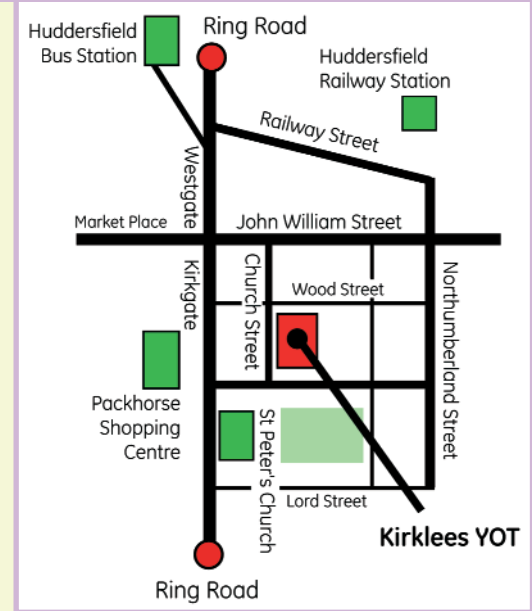 Huddersfield
Bus Station
Ring Road
Huddersfield
Railway Station
Railway Street
Westgate
Market Place
John William Street
Kirkgate
Church Street
Wood Street
Northumberland Street
Packhorse
Shopping
Centre
St Peter's Church
Lord Street
Kirklees YOT
Ring Road